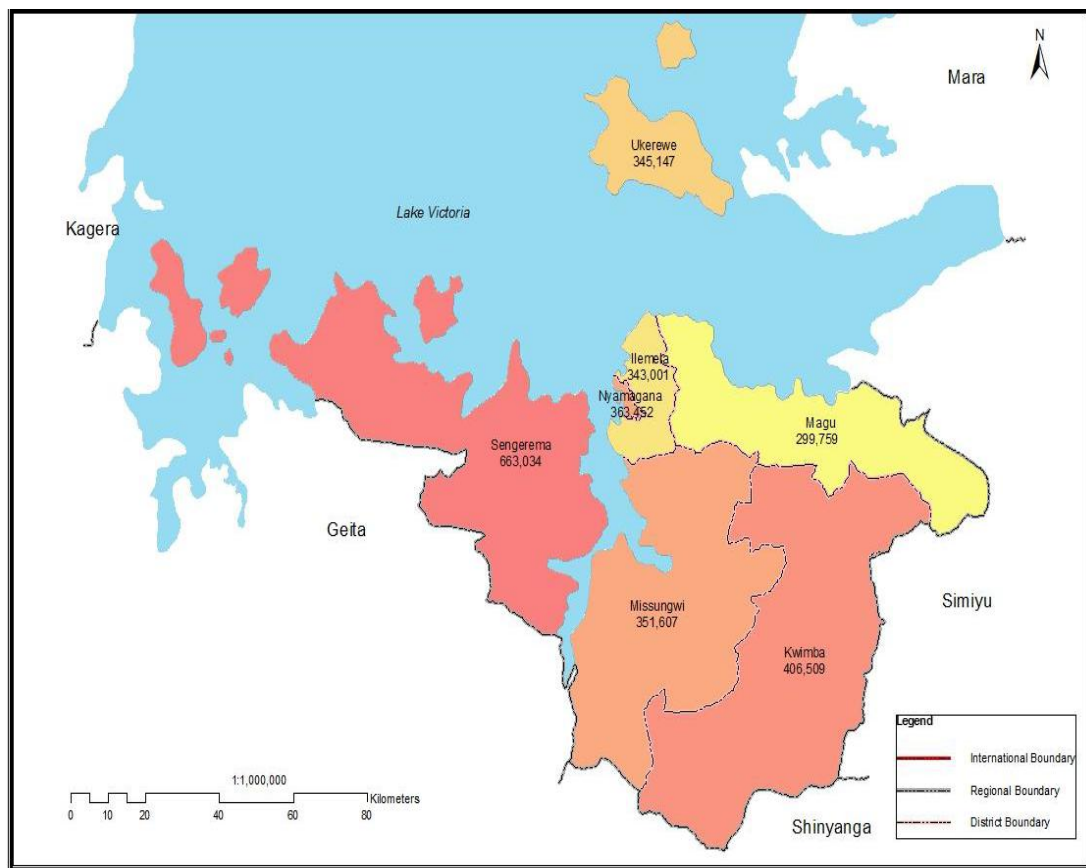 N
Mara
Ukerewe
345,147
Lake Victoria
Kagera
Ilemela
343,001
Nyamagana
363,452
Magu
299,759
Sengerema
663,034
Geita
Simiyu
Missungwi
351,607
Kwimba
406,509
Legend
International Boundary
Regional Boundary
District Boundary
1:1,000,000
Kilometers
0 10 20 40 60 80
Shinyanga